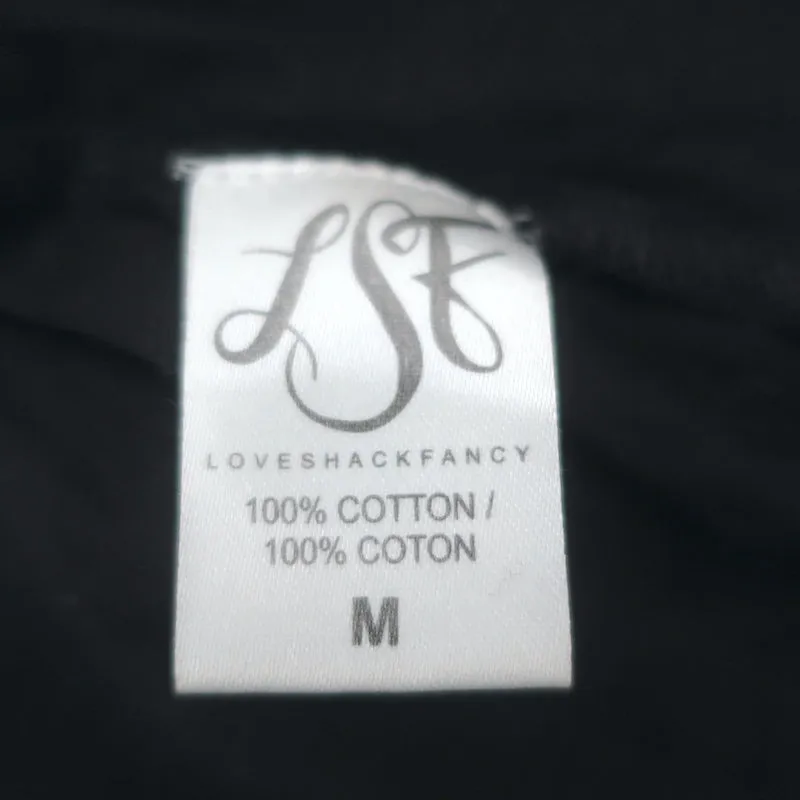 LSF
LOVESHACKFANCY
100% COTTON /
100% COTON
M